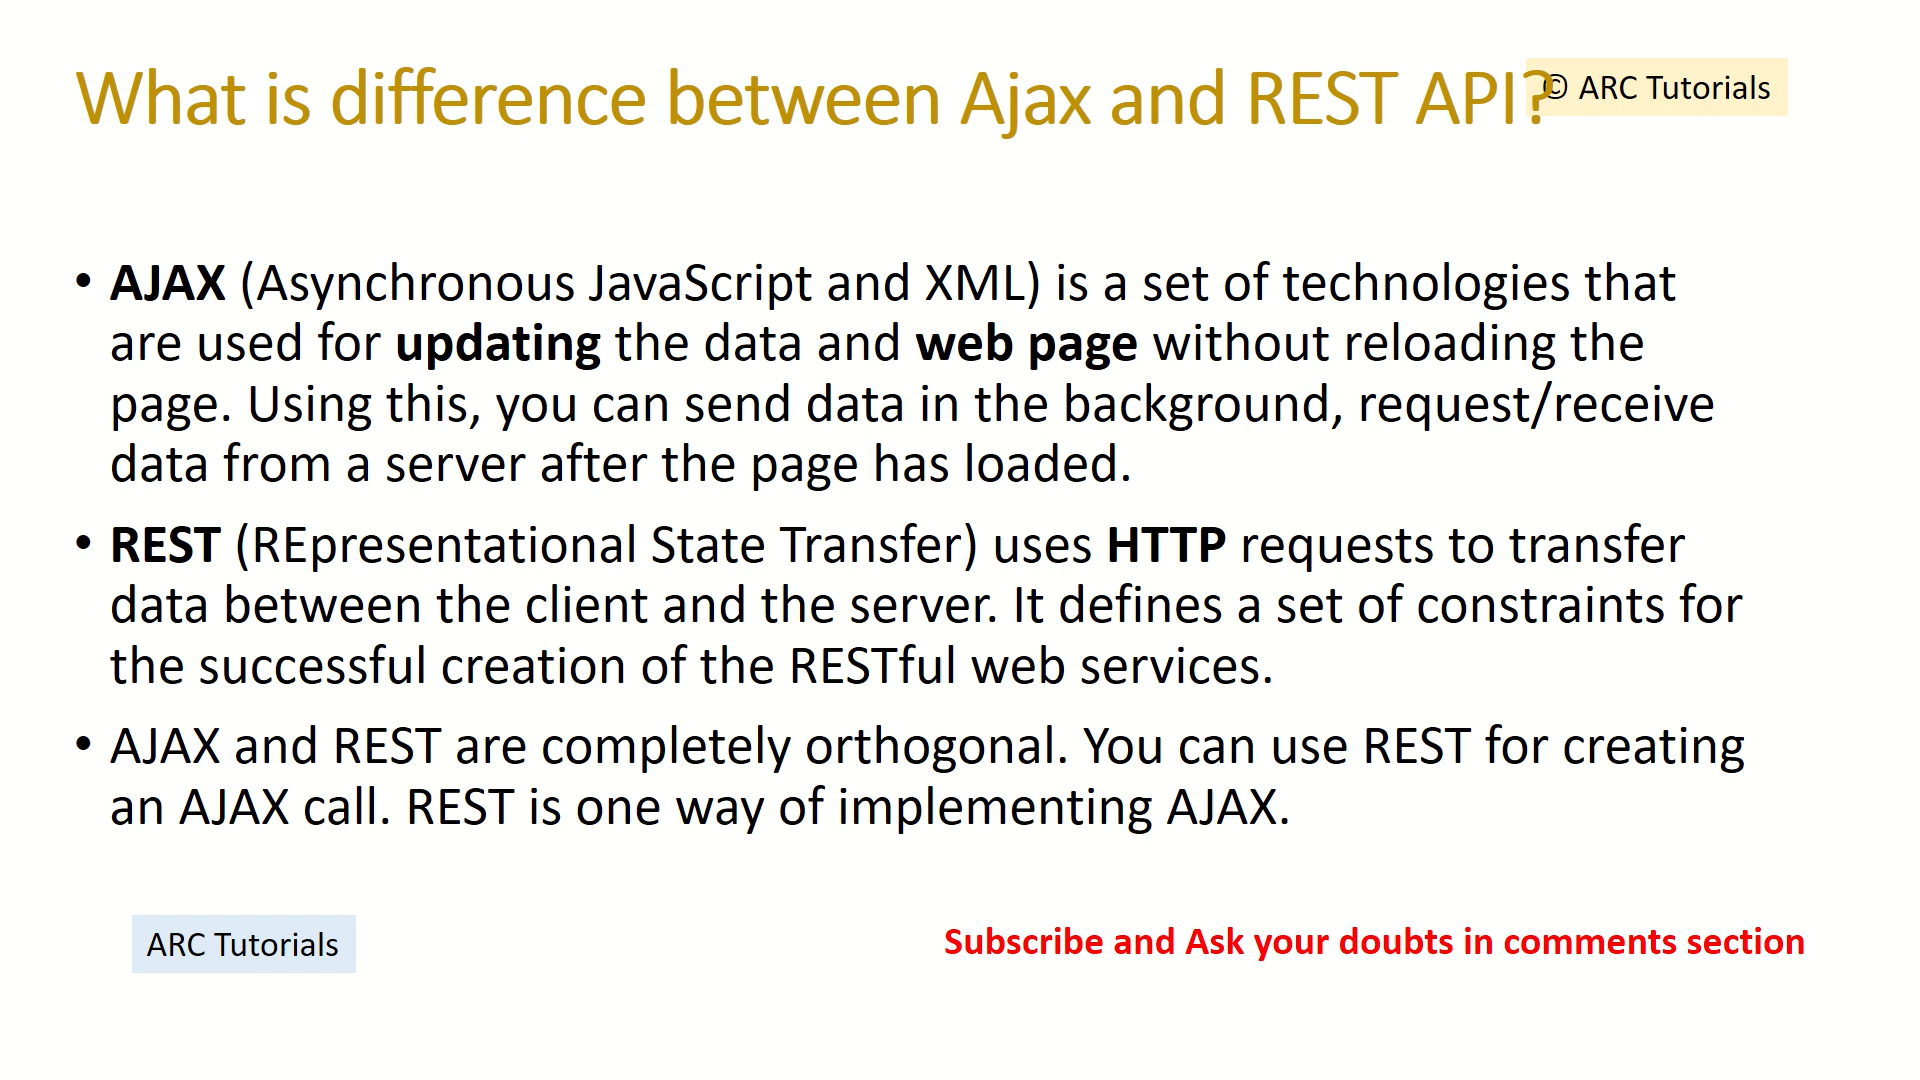 What is difference between Ajax and REST API?
© ARC Tutorials
• AJAX (Asynchronous JavaScript and XML) is a set of technologies that
are used for updating the data and web page without reloading the
page. Using this, you can send data in the background, request/receive
data from a server after the page has loaded.
• REST (REpresentational State Transfer) uses HTTP requests to transfer
data between the client and the server. It defines a set of constraints for
the successful creation of the RESTful web services.
• AJAX and REST are completely orthogonal. You can use REST for creating
an AJAX call. REST is one way of implementing AJAX.
ARC Tutorials
Subscribe and Ask your doubts in comments section